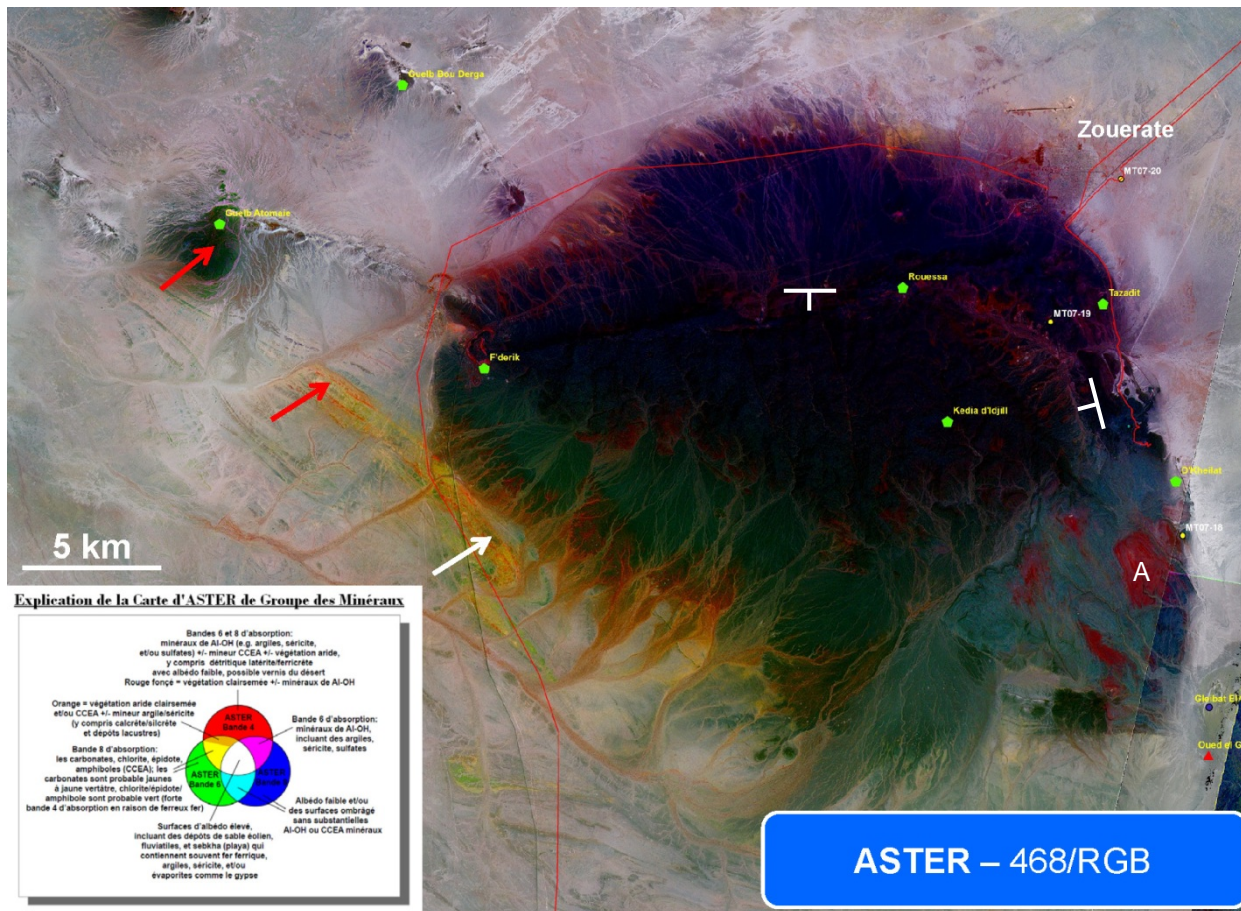 Guelb Bou Derga
Zouerate
MT07-20
Guelb Atomaie
Rouessa
Tazadit
MT07-19
F'derik
Kedia d'Idjill
O'Kheilat
MT07-18
A
5 km
Oued el G
Explication de la Carte d'ASTER de Groupe des Minéraux
Bandes 6 et 8 d'absorption:
minéraux de Al-OH (e.g. argiles, séricite,
et/ou sulfates) +/- mineur CCEA +/- végétation aride,
y compris détritique latérite/ferricrète
avec albédo faible, possible vernis du désert
Rouge fonçé = végétation clairsemée +/- minéraux de Al-OH
Orange = végétation aride clairsemée
et/ou CCEA +/- mineur argile/séricite
(y compris calcrète/silcrète
et dépôts lacustres)
Bande 6 d'absorption:
minéraux de Al-OH,
incluant des argiles,
séricite, sulfates
Bande 8 d'absorption:
les carbonates, chlorite, épidote,
amphiboles (CCEA); les
carbonates sont probable jaunes
à jaune vertâtre, chlorite/épidote/
amphibole sont probable vert (forte
bande 4 d'absorption en raison de ferreux fer)
ASTER
Bande 4
ASTER
Bande 6
ASTER
Albédo faible et/ou
des surfaces ombrágé
sans substantielles
Al-OH ou CCEA minéraux
Surfaces d'albédo élevé,
incluant des dépôts de sable éolien,
fluviatiles, et sebkha (playa) qui
contiennent souvent fer ferrique,
argiles, séricite, et/ou
évaporites comme le gypse
ASTER – 468/RGB